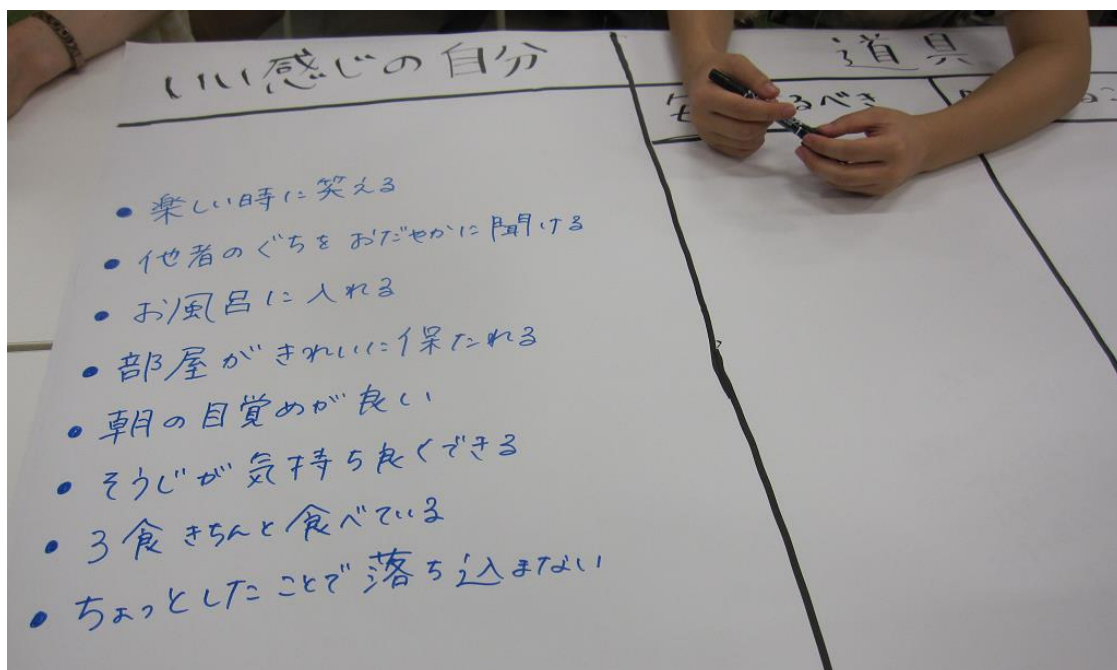 いい感じの自分
道具
るべき
• 楽しい時に笑える
• 他者のぐちをおだやかに聞ける
• お風呂に入れる
• 部屋がきれいに保たれる
• 朝の目覚めが良い
• そうじが気持ち良くできる
• 3食きちんと食べている
• ちょっとしたことで落ち込まない